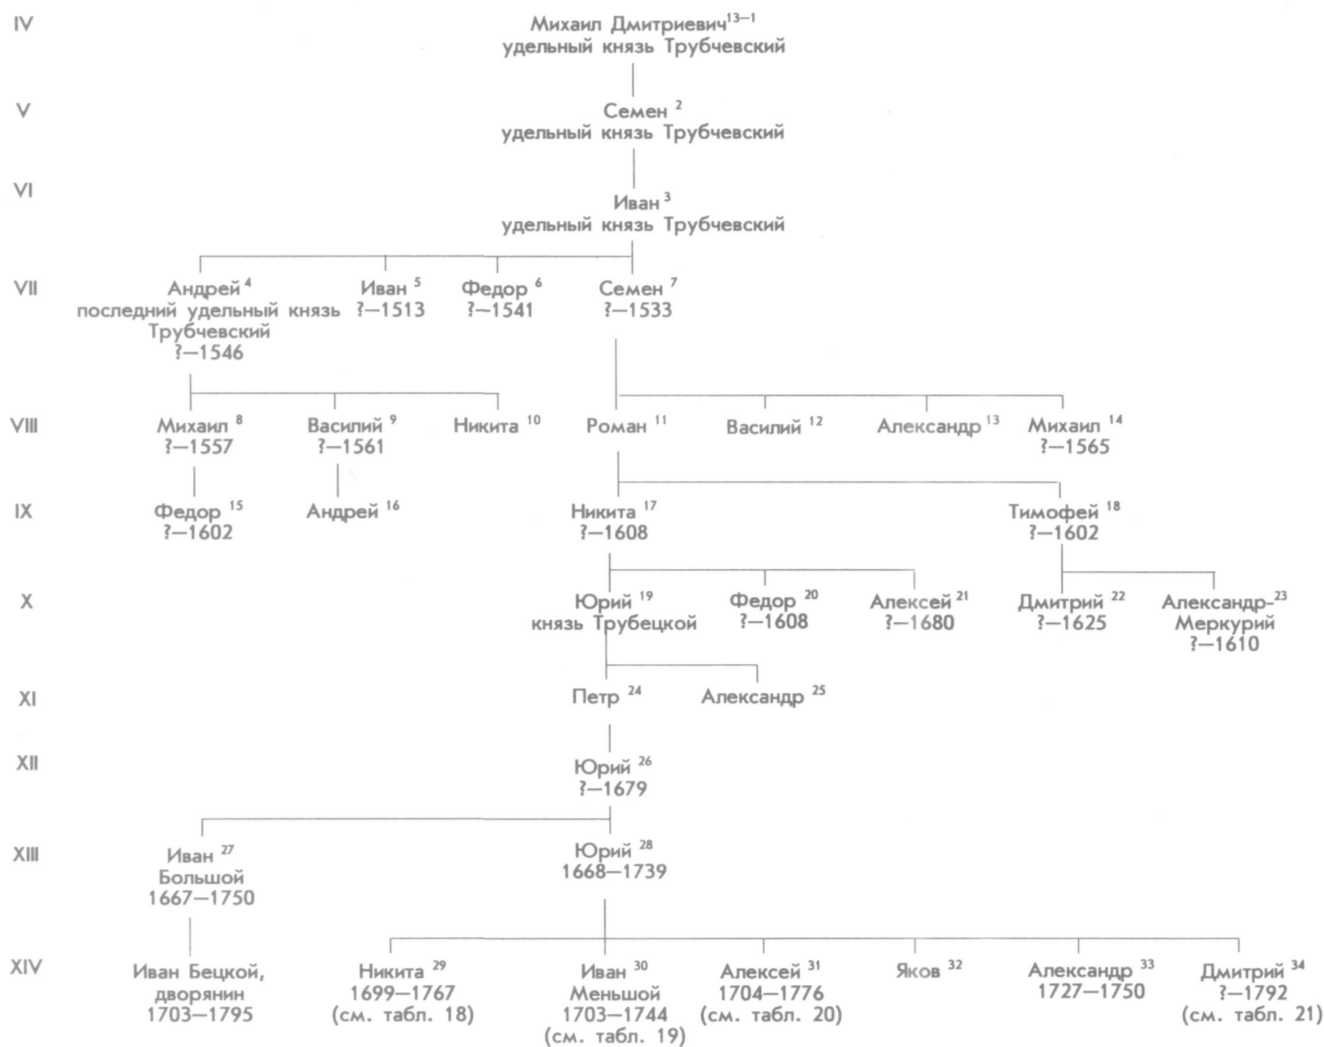 IV
Михаил Дмитриевич 13—1
удельный князь Трубчевский
V
Семен 2
удельный князь Трубчевский
VI
Иван 3
удельный князь Трубчевский
VII
Андрей 4
последний удельный князь
Трубчевский
?—1546
Иван 5
?—1513
Федор 6
?—1541
Семен 7
?—1533
VIII
Михаил 8
?—1557
Василий 9
?—1561
Никита 10
Роман 11
Василий 12
Александр 13
Михаил 14
?—1565
IX
Федор 15
?—1602
Андрей 16
Никита 17
?—1608
Тимофей 18
?—1602
X
Юрий 19
князь Трубецкой
Федор 20
?—1608
Алексей 21
?—1680
Дмитрий 22
?—1625
Александр- 23
Меркурий
?—1610
XI
Петр 24
Александр 25
XII
Юрий 26
?—1679
XIII
Иван 27
Большой
1667—1750
Юрий 28
1668—1739
XIV
Иван Бецкой,
дворянин
1703—1795
Никита 29
1699—1767
(см. табл. 18)
Иван 30
Меньшой
1703—1744
(см. табл. 19)
Алексей 31
1704—1776
(см. табл. 20)
Яков 32
Александр 33
1727—1750
Дмитрий 34
?—1792
(см. табл. 21)